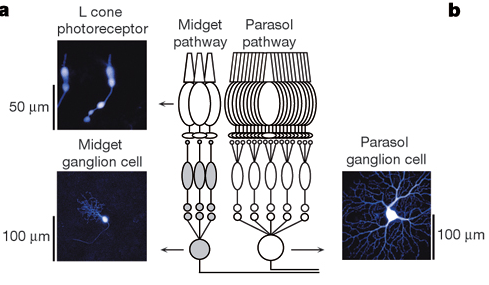 a
b
L cone
photoreceptor
Midget
pathway
Parasol
pathway
50 μm
Midget
ganglion cell
Parasol
ganglion cell
100 μm
100 μm